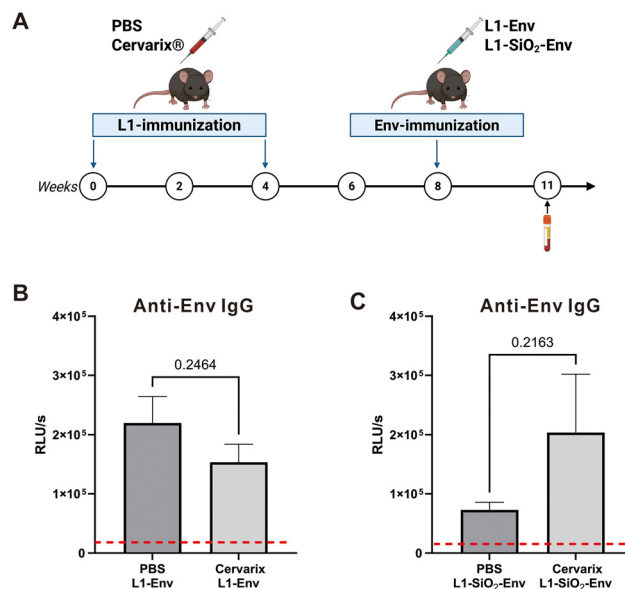 A
PBS
Cervarix®
L1-Env
L1-SiO₂-Env
L1-immunization
Env-immunization
Weeks 0 2 4 6 8 11
B
Anti-Env IgG
4×10⁵
3×10⁵
2×10⁵
1×10⁵
0
RLU/s
0.2464
PBS
L1-Env
Cervarix
L1-Env
C
Anti-Env IgG
4×10⁵
3×10⁵
2×10⁵
1×10⁵
0
RLU/s
0.2163
PBS
L1-SiO₂-Env
Cervarix
L1-SiO₂-Env